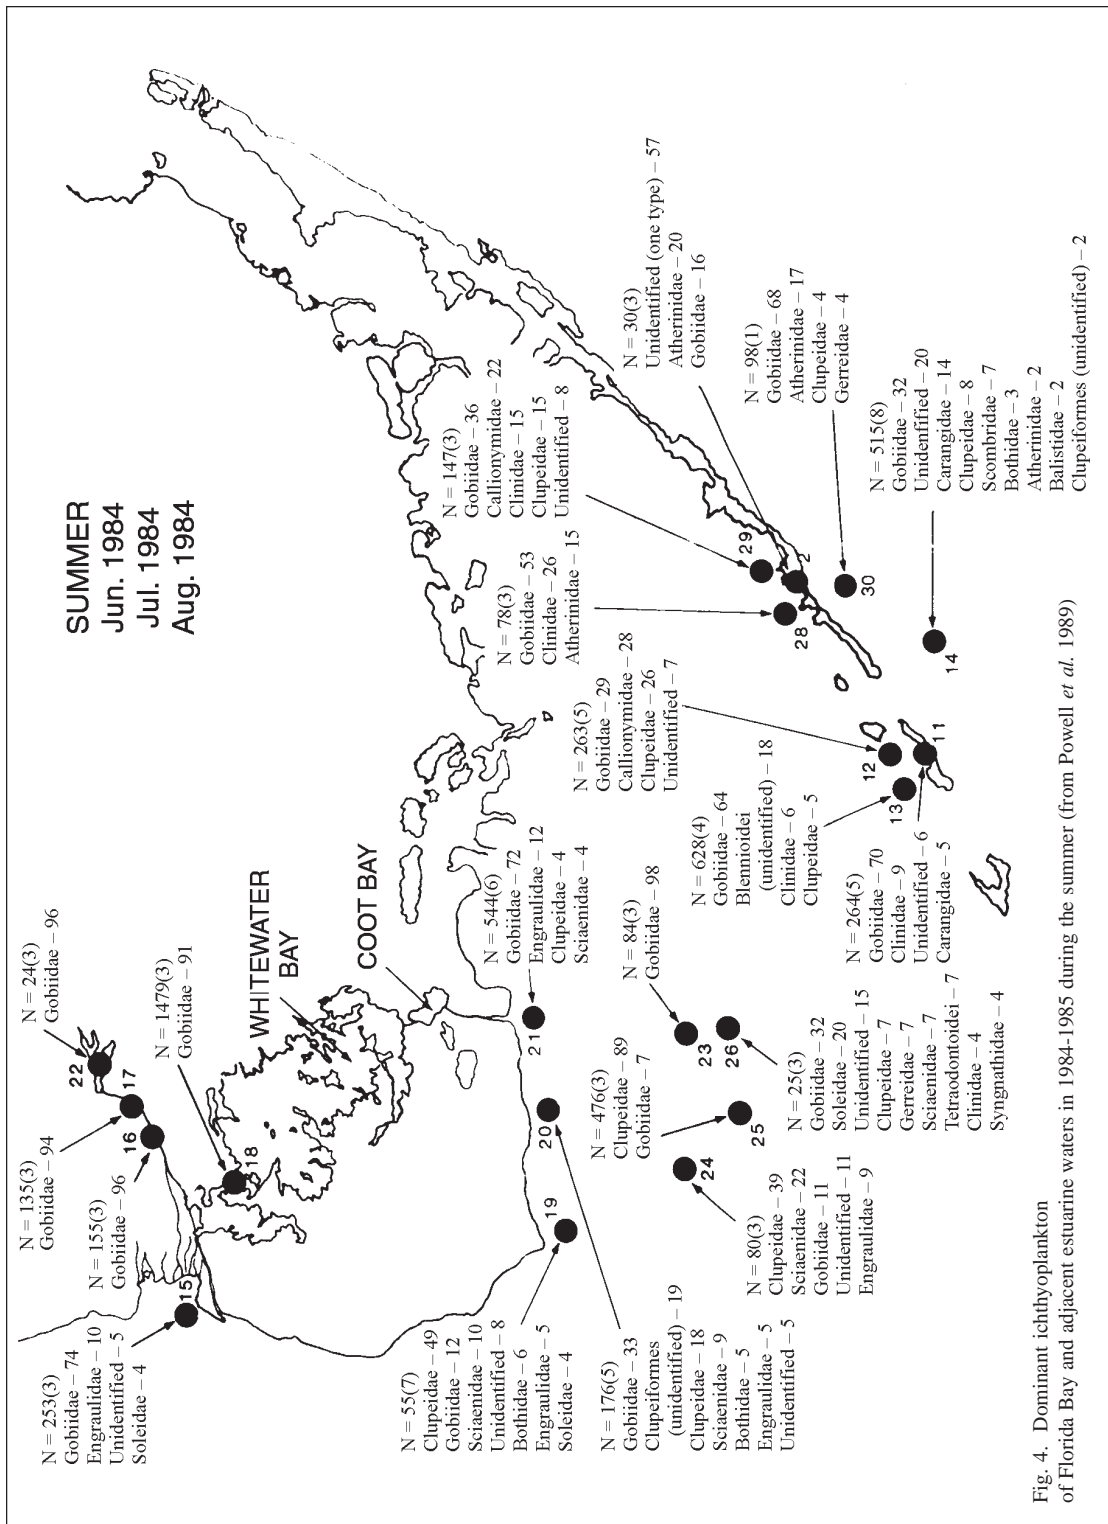 SUMMER
Jun. 1984
Jul. 1984
Aug. 1984
N = 253(3)
Gobiidae – 74
Engraulidae – 10
Unidentified – 5
Soleidae – 4
15
N = 135(3)
Gobiidae – 94
17
N = 155(3)
Gobiidae – 96
16
N = 24(3)
Gobiidae – 96
22
N = 1479(3)
Gobiidae – 91
18
WHITEWATER
BAY
COOT BAY
N = 55(7)
Clupeidae – 49
Gobiidae – 12
Sciaenidae – 10
Unidentified – 8
Bothidae – 6
Engraulidae – 5
Soleidae – 4
19
N = 176(5)
Gobiidae – 33
Clupeiformes
(unidentified) – 19
Clupeidae – 18
Sciaenidae – 9
Bothidae – 5
Engraulidae – 5
Unidentified – 5
20
N = 544(6)
Gobiidae – 72
Engraulidae – 12
Clupeidae – 4
Sciaenidae – 4
21
N = 476(3)
Clupeidae – 89
Gobiidae – 7
25
N = 84(3)
Gobiidae – 98
23
N = 80(3)
Clupeidae – 39
Sciaenidae – 22
Gobiidae – 11
Unidentified – 11
Engraulidae – 9
24
N = 25(3)
Gobiidae – 32
Soleidae – 20
Unidentified – 15
Clupeidae – 7
Gerreidae – 7
Sciaenidae – 7
Tetraodontoidei – 7
Clinidae – 4
Syngnathidae – 4
26
N = 263(5)
Gobiidae – 29
Callionymidae – 28
Clupeidae – 26
Unidentified – 7
12
N = 628(4)
Gobiidae – 64
Blennioidei
(unidentified) – 18
Clinidae – 6
Clupeidae – 5
13
N = 264(5)
Gobiidae – 70
Clinidae – 9
Unidentified – 6
Carangidae – 5
11
N = 78(3)
Gobiidae – 53
Clinidae – 26
Atherinidae – 15
28
N = 147(3)
Gobiidae – 36
Callionymidae – 22
Clinidae – 15
Clupeidae – 15
Unidentified – 8
29
N = 30(3)
Unidentified (one type) – 57
Atherinidae – 20
Gobiidae – 16
2
N = 98(1)
Gobiidae – 68
Atherinidae – 17
Clupeidae – 4
Gerreidae – 4
30
N = 515(8)
Gobiidae – 32
Unidenfified – 20
Carangidae – 14
Clupeidae – 8
Scombridae – 7
Bothidae – 3
Atherinidae – 2
Balistidae – 2
Clupeiformes (unidentified) – 2
14
Fig. 4. Dominant ichthyoplankton
of Florida Bay and adjacent estuarine waters in 1984-1985 during the summer (from Powell et al. 1989)